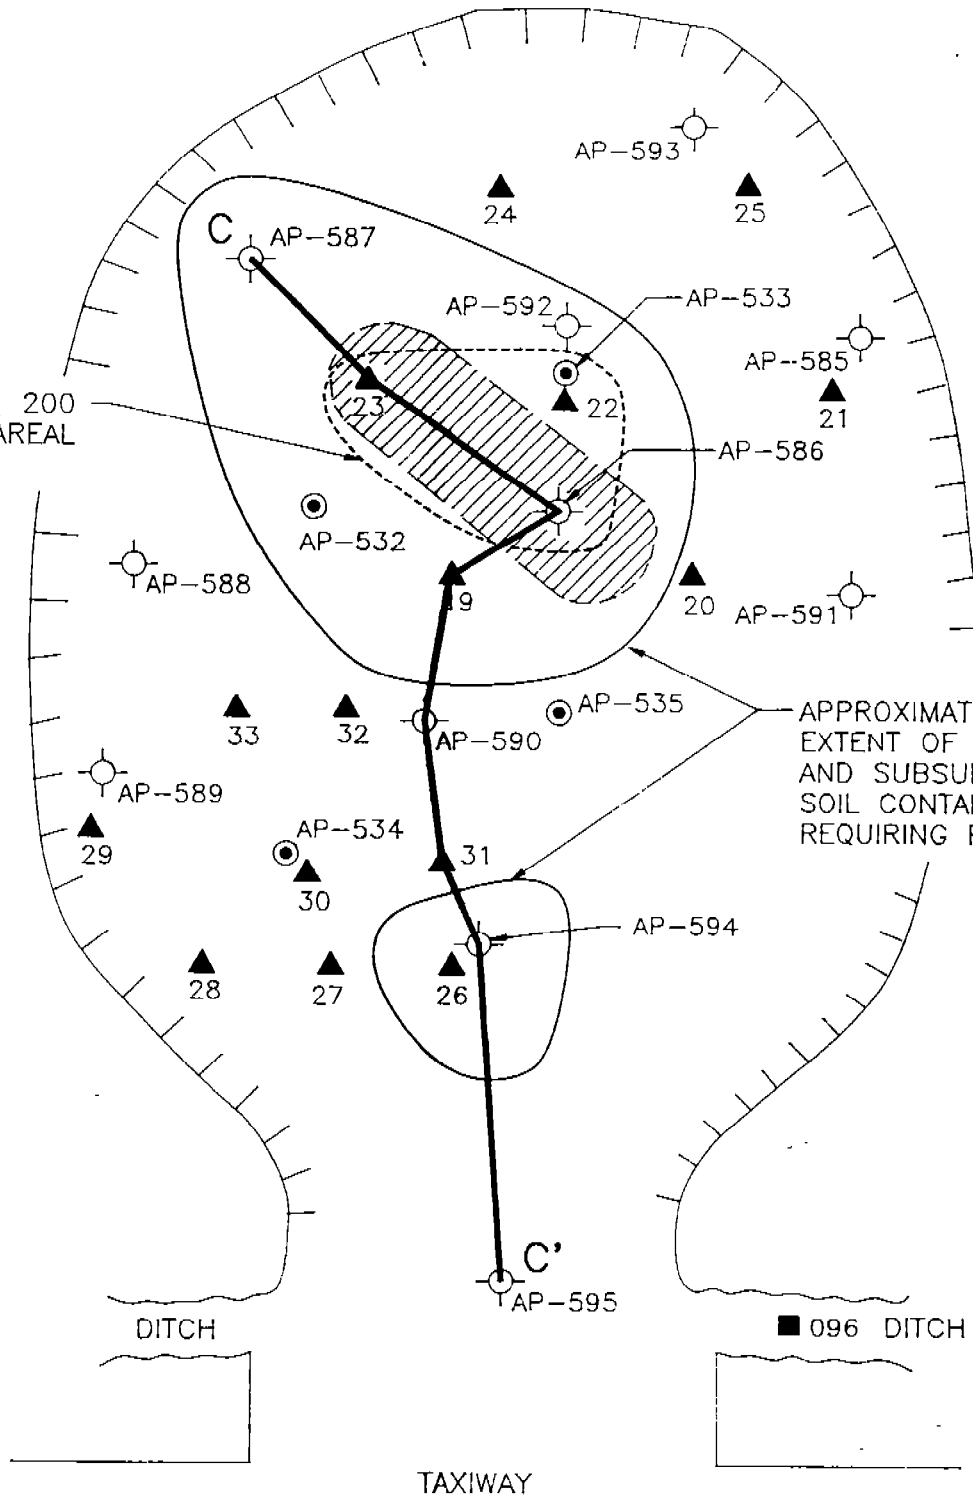 AP-593
24
25
C
AP-587
AP-592
AP-533
AP-585
23
22
21
200
AREAL
AP-586
AP-532
AP-588
19
20
AP-591
33
32
AP-590
AP-535
APPROXIMAT
EXTENT OF
AND SUBSU
SOIL CONTA
REQUIRING
AP-589
29
AP-534
30
31
AP-594
28
27
26
C'
AP-595
DITCH
096 DITCH
TAXIWAY